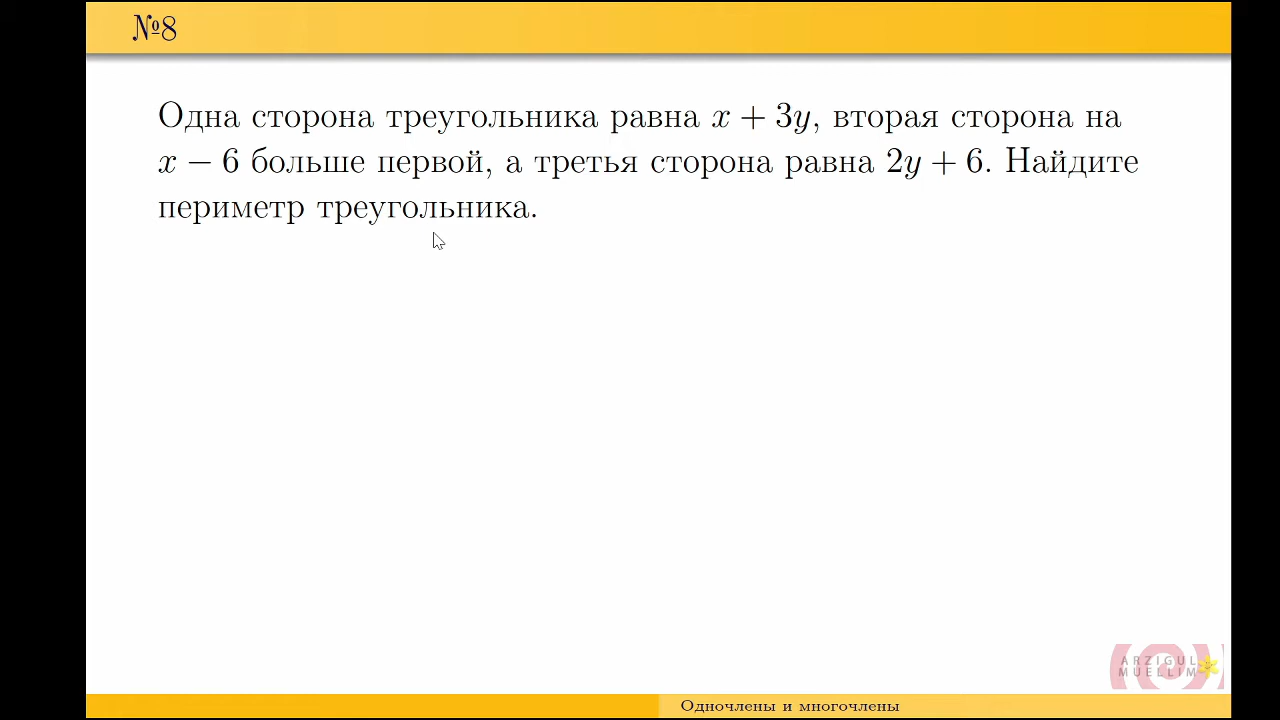 №8
Одна сторона треугольника равна x + 3y, вторая сторона на
x − 6 больше первой, а третья сторона равна 2y + 6. Найдите
периметр треугольника.
ARZIGUL
MUELLIM
Одночлены и многочлены